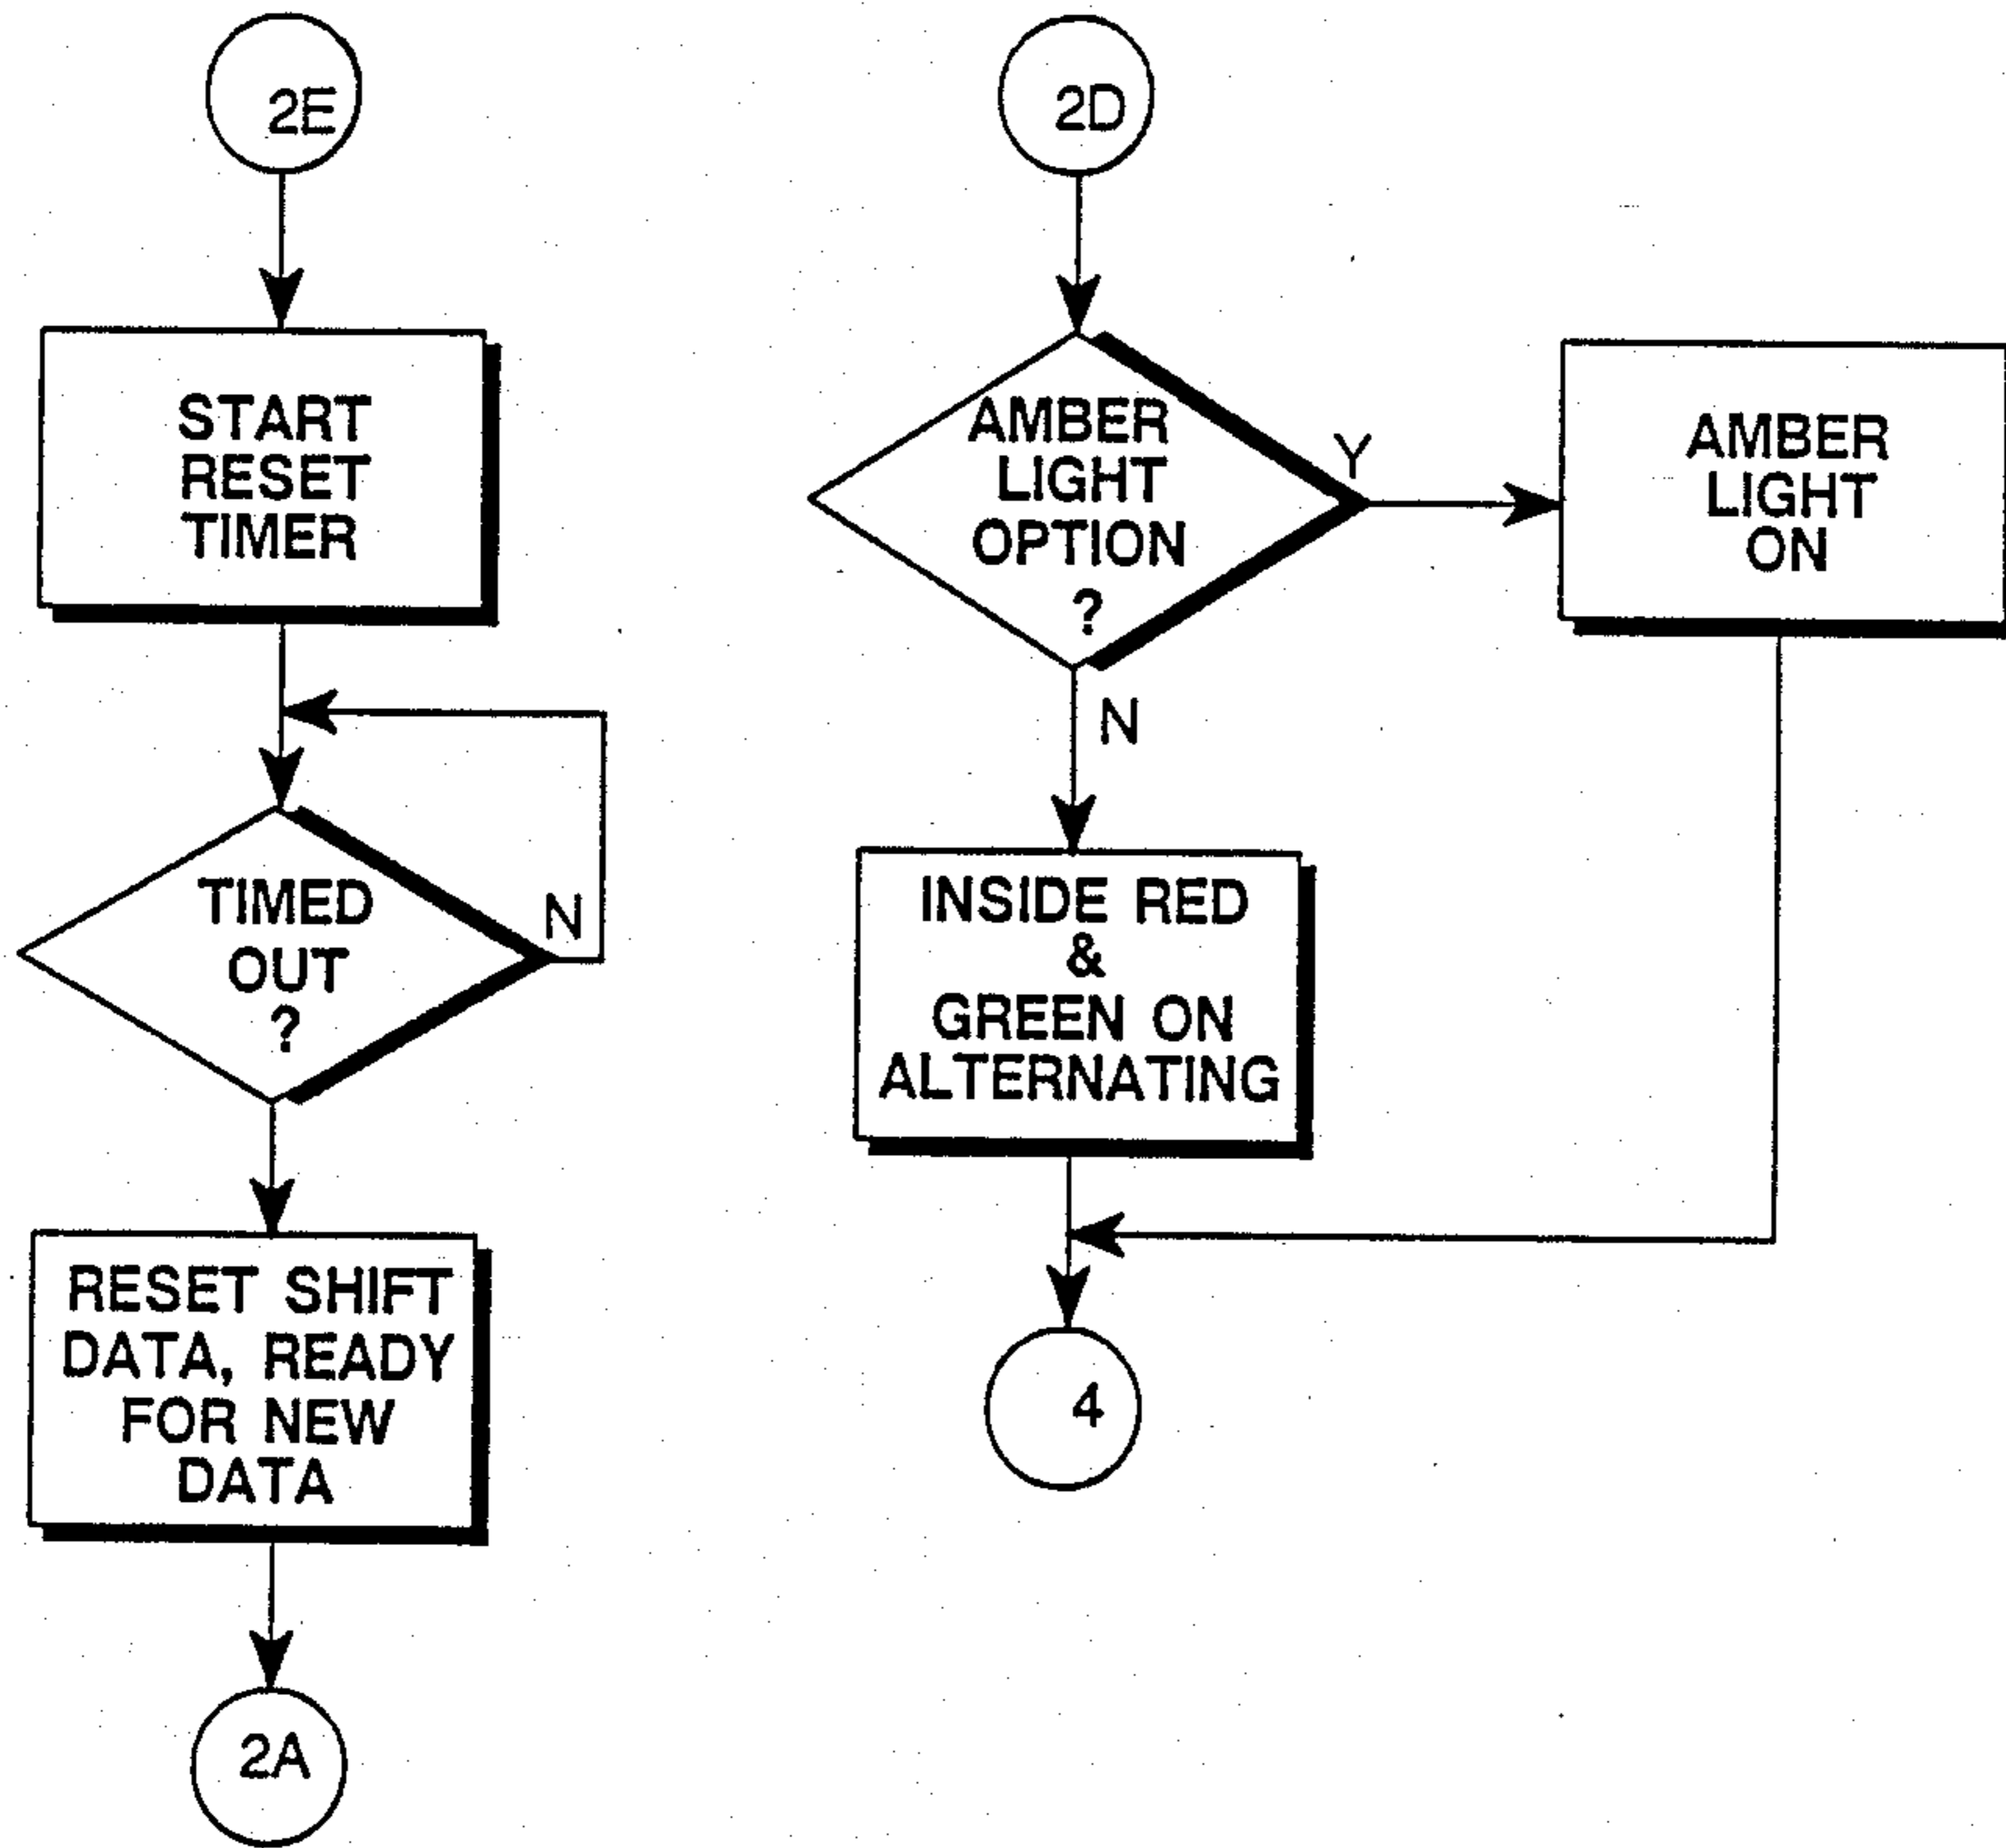 2E
START
RESET
TIMER
TIMED
OUT
?
N
RESET SHIFT
DATA, READY
FOR NEW
DATA
2A
2D
AMBER
LIGHT
OPTION
?
Y
N
AMBER
LIGHT
ON
INSIDE RED
&
GREEN ON
ALTERNATING
4